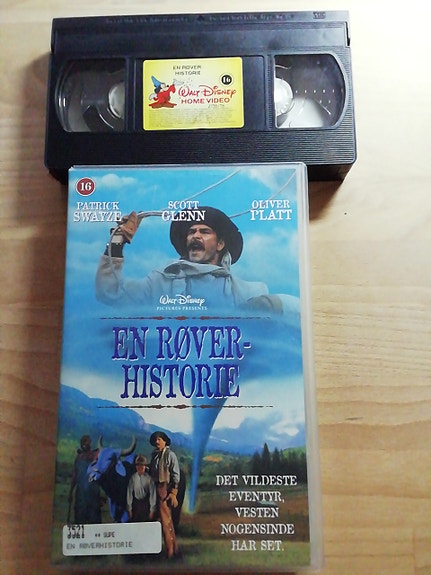 EN RØVER
HISTORIE
16
WALT DISNEY
HOME VIDEO
16
PATRICK SWAYZE
SCOTT GLENN
OLIVER PLATT
WALT DISNEY
PICTURES PRESENTS
EN RØVER-
HISTORIE
DET VILDESTE
EVENTYR,
VESTEN
NOGENSINDE
HAR SET.
3521
EN RØVERHISTORIE